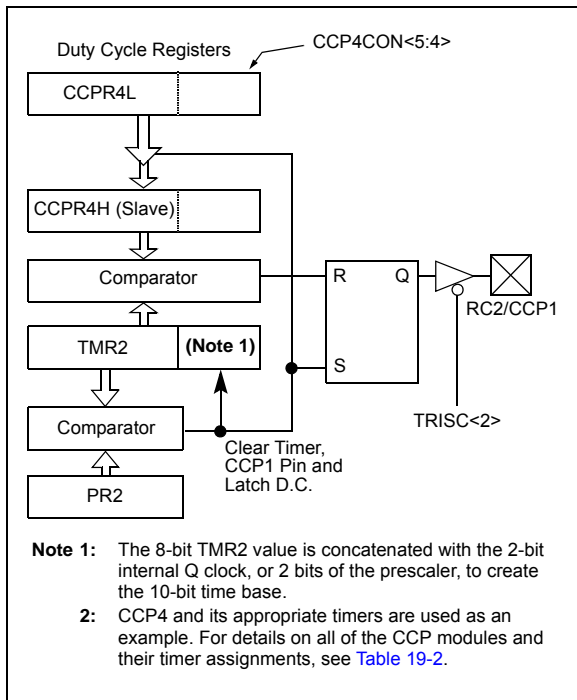 Duty Cycle Registers
CCP4CON<5:4>
CCPR4L
CCPR4H (Slave)
Comparator
R
Q
RC2/CCP1
TMR2
(Note 1)
S
TRISC<2>
Comparator
Clear Timer,
CCP1 Pin and
Latch D.C.
PR2
Note 1: The 8-bit TMR2 value is concatenated with the 2-bit
internal Q clock, or 2 bits of the prescaler, to create
the 10-bit time base.
2: CCP4 and its appropriate timers are used as an
example. For details on all of the CCP modules and
their timer assignments, see Table 19-2.